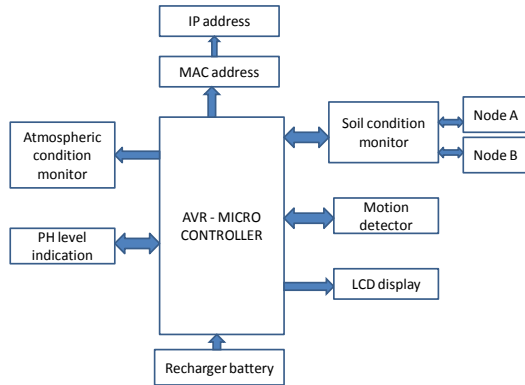 IP address
MAC address
Atmospheric
condition
monitor
Soil condition
monitor
Node A
Node B
AVR - MICRO
CONTROLLER
PH level
indication
Motion
detector
LCD display
Recharger battery